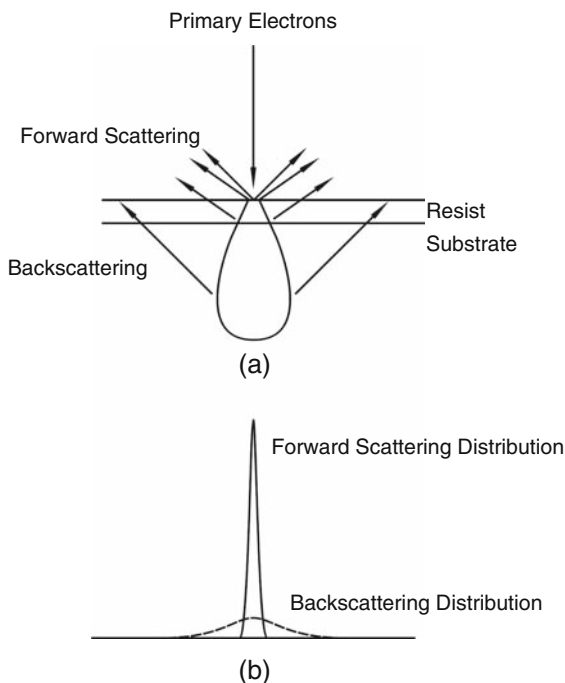 Primary Electrons
Forward Scattering
Resist
Substrate
Backscattering
(a)
Forward Scattering Distribution
Backscattering Distribution
(b)